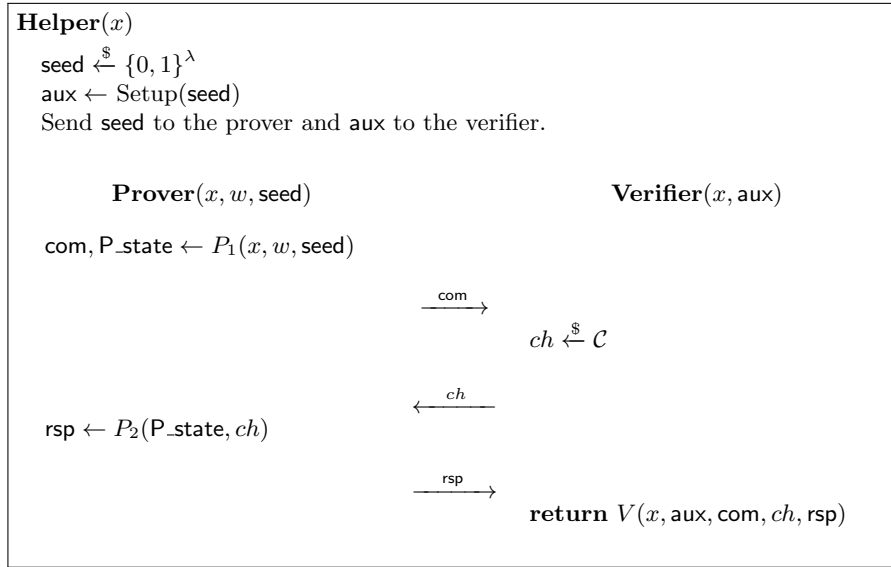 Helper(x)
seed $← {0, 1}^λ
aux ← Setup(seed)
Send seed to the prover and aux to the verifier.
Prover(x, w, seed) Verifier(x, aux)
com, P_state ← P₁(x, w, seed)
com
ch $← C
ch
rsp ← P₂(P_state, ch)
rsp
return V(x, aux, com, ch, rsp)